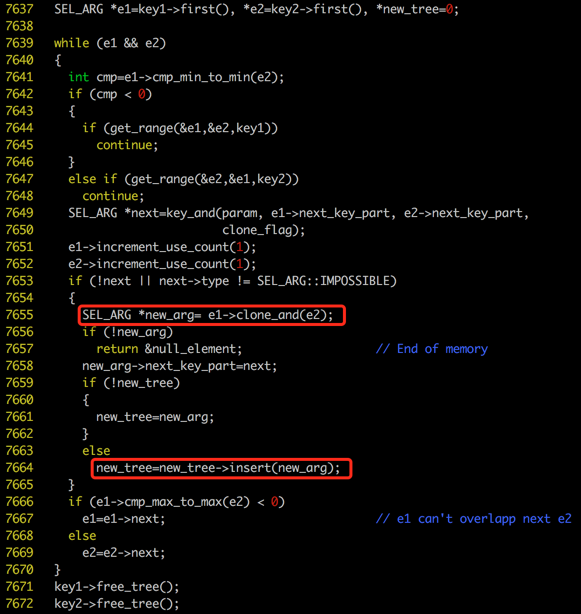 7637 SEL_ARG *e1=key1->first(), *e2=key2->first(), *new_tree=0;
7638
7639 while (e1 && e2)
7640 {
7641 int cmp=e1->cmp_min_to_min(e2);
7642 if (cmp < 0)
7643 {
7644 if (get_range(&e1,&e2,key1))
7645 continue;
7646 }
7647 else if (get_range(&e2,&e1,key2))
7648 continue;
7649 SEL_ARG *next=key_and(param, e1->next_key_part, e2->next_key_part,
7650 clone_flag);
7651 e1->increment_use_count(1);
7652 e2->increment_use_count(1);
7653 if (!next || next->type != SEL_ARG::IMPOSSIBLE)
7654 {
7655 SEL_ARG *new_arg= e1->clone_and(e2);
7656 if (!new_arg)
7657 return &null_element; // End of memory
7658 new_arg->next_key_part=next;
7659 if (!new_tree)
7660 {
7661 new_tree=new_arg;
7662 }
7663 else
7664 new_tree=new_tree->insert(new_arg);
7665 }
7666 if (e1->cmp_max_to_max(e2) < 0)
7667 e1=e1->next; // e1 can't overlapp next e2
7668 else
7669 e2=e2->next;
7670 }
7671 key1->free_tree();
7672 key2->free_tree();